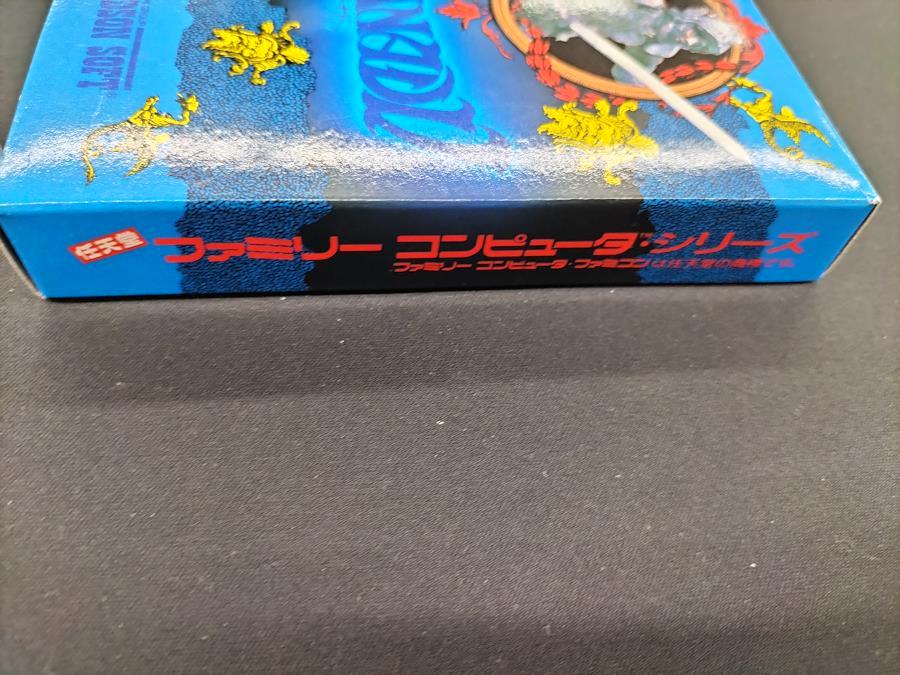 任天堂 ファミリー コンピュータ・シリーズ
ファミリー コンピュータ・ファミコンは任天堂の商標です。
SOFT